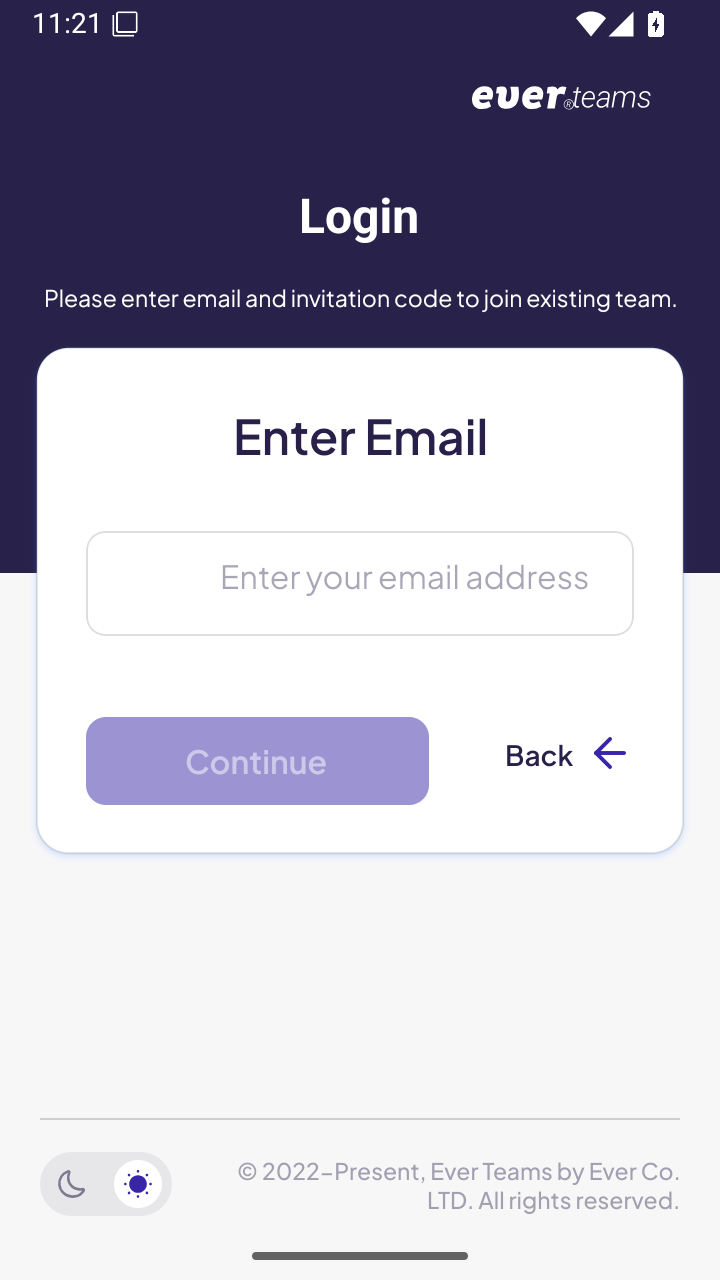 11:21
ever®teams
Login
Please enter email and invitation code to join existing team.
Enter Email
Enter your email address
Continue
Back
© 2022–Present, Ever Teams by Ever Co.
LTD. All rights reserved.